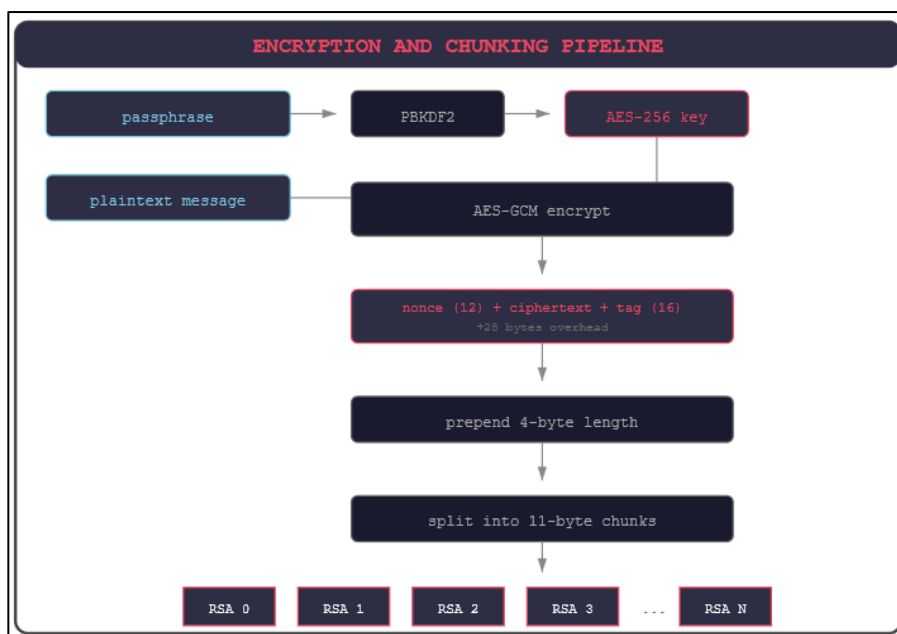 ENCRYPTION AND CHUNKING PIPELINE
passphrase
PBKDF2
AES-256 key
plaintext message
AES-GCM encrypt
nonce (12) + ciphertext + tag (16)
+28 bytes overhead
prepend 4-byte length
split into 11-byte chunks
RSA 0
RSA 1
RSA 2
RSA 3
...
RSA N